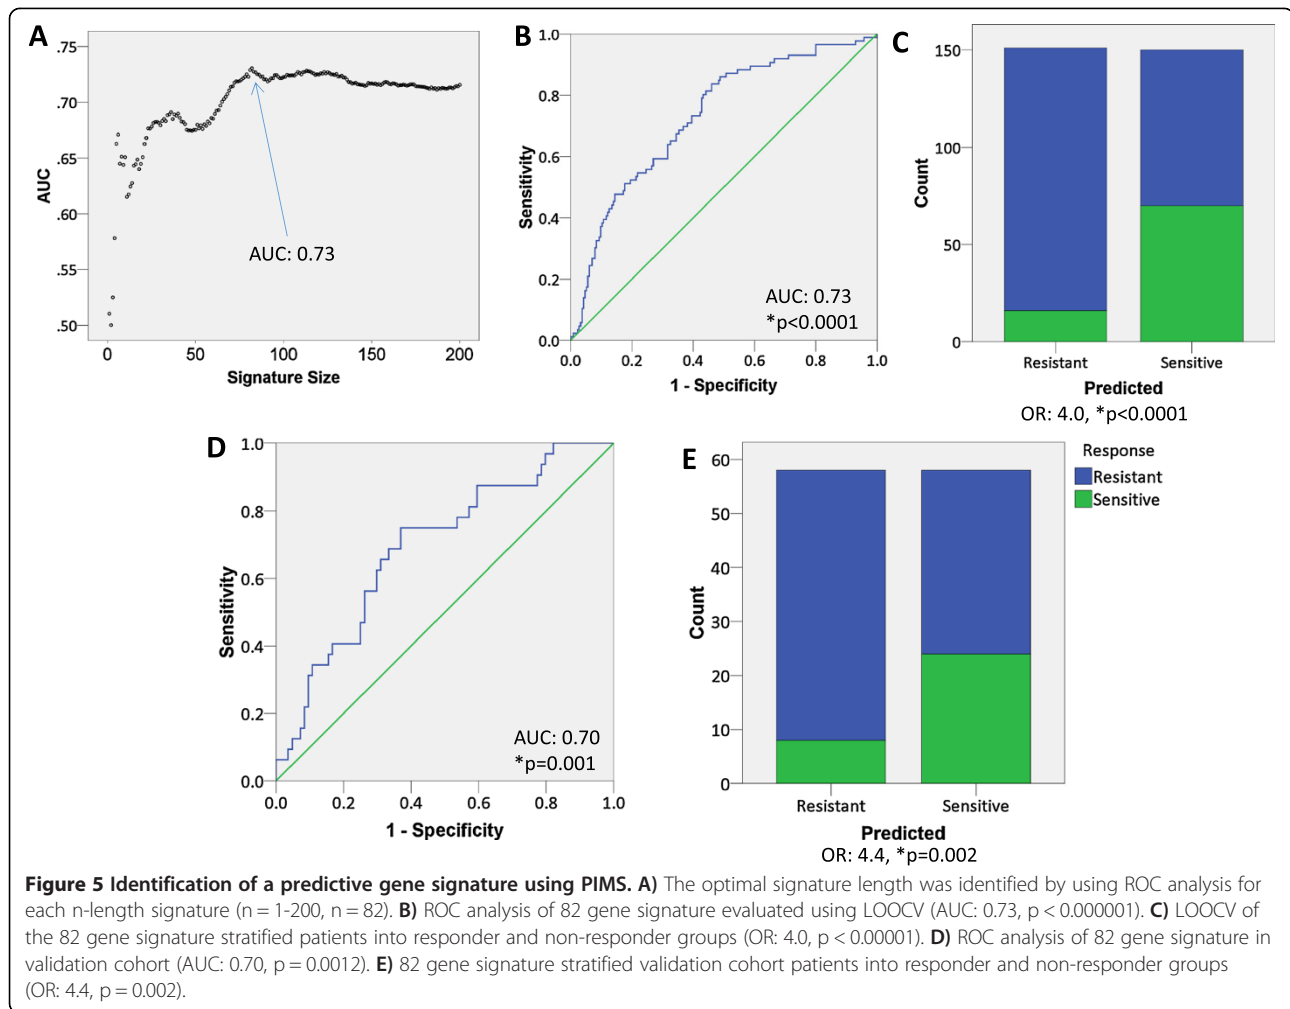 A
.75
.70
.65
.60
.55
.50
AUC
AUC: 0.73
0
50
100
150
200
Signature Size
B
1.0
0.8
0.6
0.4
0.2
0.0
Sensitivity
AUC: 0.73
*p<0.0001
0.0
0.2
0.4
0.6
0.8
1.0
1 - Specificity
C
150
100
50
0
Count
Resistant
Sensitive
Predicted
OR: 4.0, *p<0.0001
D
1.0
0.8
0.6
0.4
0.2
0.0
Sensitivity
AUC: 0.70
*p=0.001
0.0
0.2
0.4
0.6
0.8
1.0
1 - Specificity
E
60
50
40
30
20
10
0
Count
Resistant
Sensitive
Predicted
OR: 4.4, *p=0.002
Response
Resistant
Sensitive
Figure 5 Identification of a predictive gene signature using PIMS. A) The optimal signature length was identified by using ROC analysis for
each n-length signature (n = 1-200, n = 82). B) ROC analysis of 82 gene signature evaluated using LOOCV (AUC: 0.73, p < 0.000001). C) LOOCV of
the 82 gene signature stratified patients into responder and non-responder groups (OR: 4.0, p < 0.00001). D) ROC analysis of 82 gene signature in
validation cohort (AUC: 0.70, p = 0.0012). E) 82 gene signature stratified validation cohort patients into responder and non-responder groups
(OR: 4.4, p = 0.002).